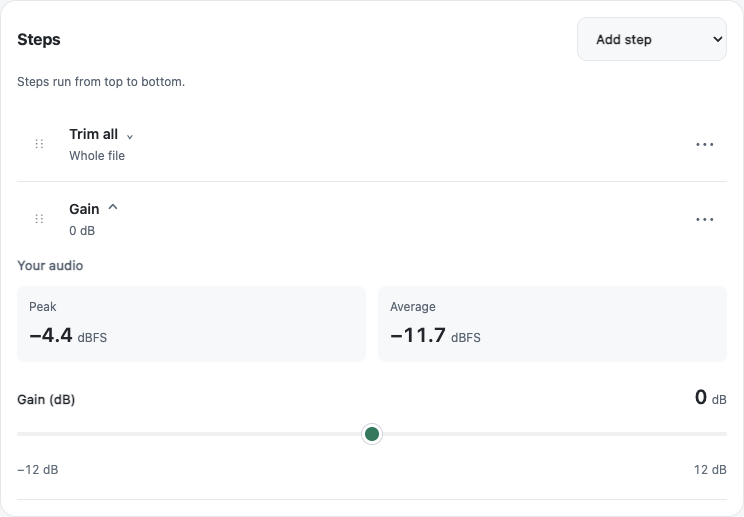 Steps
Add step
Steps run from top to bottom.
Trim all
Whole file
Gain
0 dB
Your audio
Peak
−4.4 dBFS
Average
−11.7 dBFS
Gain (dB)
0 dB
−12 dB
12 dB